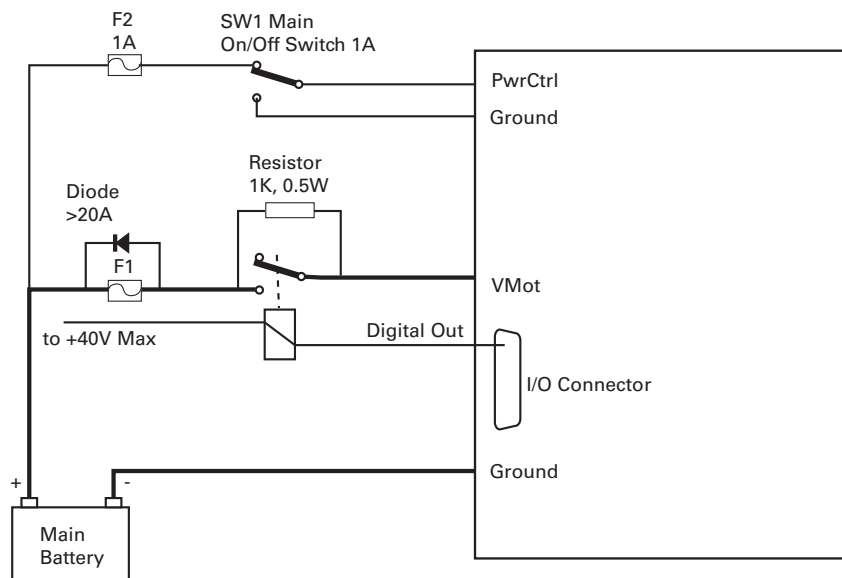 F2
1A
SW1 Main
On/Off Switch 1A
PwrCtrl
Ground
Resistor
1K, 0.5W
Diode
>20A
F1
VMot
to +40V Max
Digital Out
I/O Connector
Ground
+
-
Main
Battery